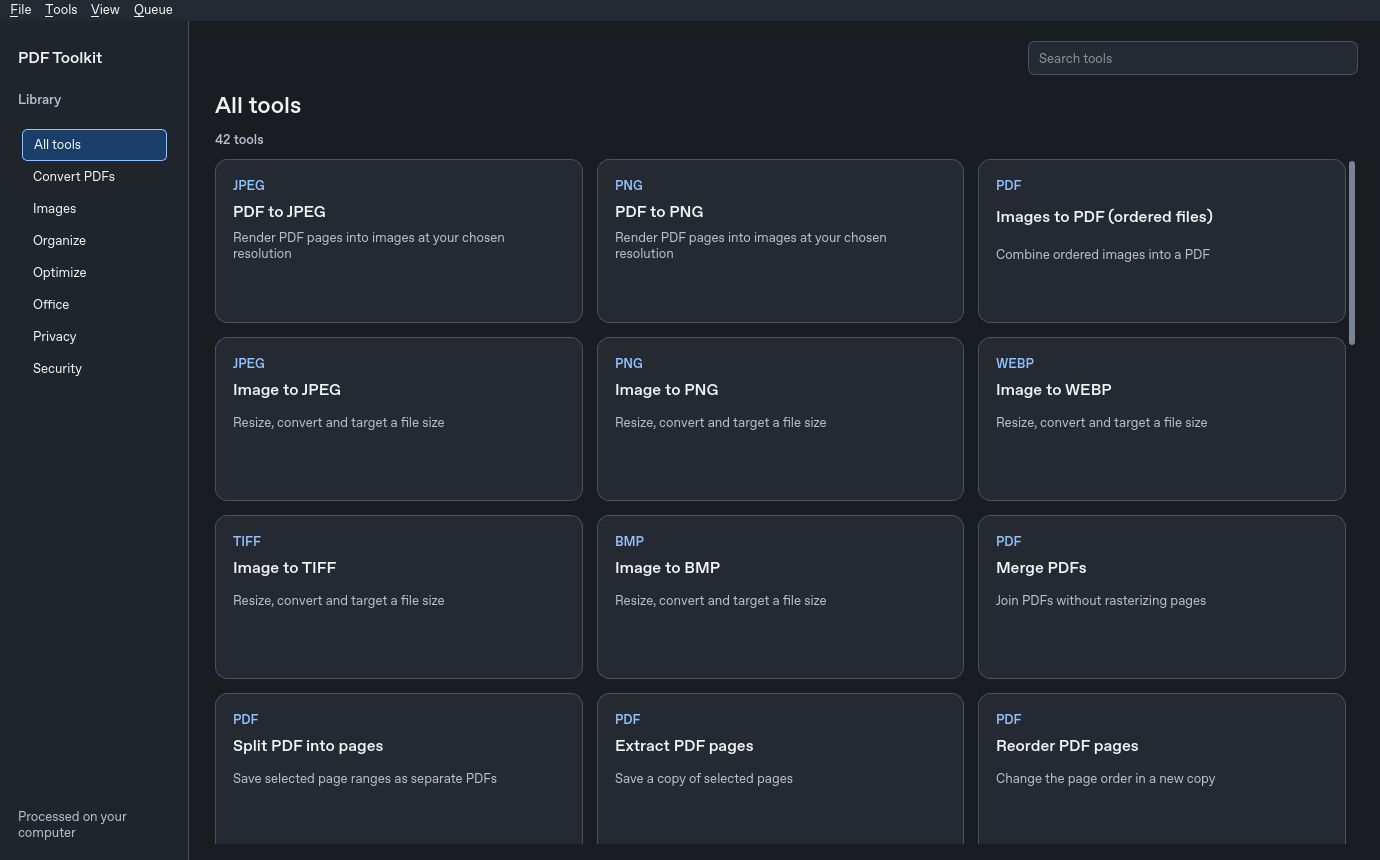 File Tools View Queue
PDF Toolkit
Library
All tools
Convert PDFs
Images
Organize
Optimize
Office
Privacy
Security
Processed on your
computer
Search tools
All tools
42 tools
JPEG
PDF to JPEG
Render PDF pages into images at your chosen
resolution
PNG
PDF to PNG
Render PDF pages into images at your chosen
resolution
PDF
Images to PDF (ordered files)
Combine ordered images into a PDF
JPEG
Image to JPEG
Resize, convert and target a file size
PNG
Image to PNG
Resize, convert and target a file size
WEBP
Image to WEBP
Resize, convert and target a file size
TIFF
Image to TIFF
Resize, convert and target a file size
BMP
Image to BMP
Resize, convert and target a file size
PDF
Merge PDFs
Join PDFs without rasterizing pages
PDF
Split PDF into pages
Save selected page ranges as separate PDFs
PDF
Extract PDF pages
Save a copy of selected pages
PDF
Reorder PDF pages
Change the page order in a new copy